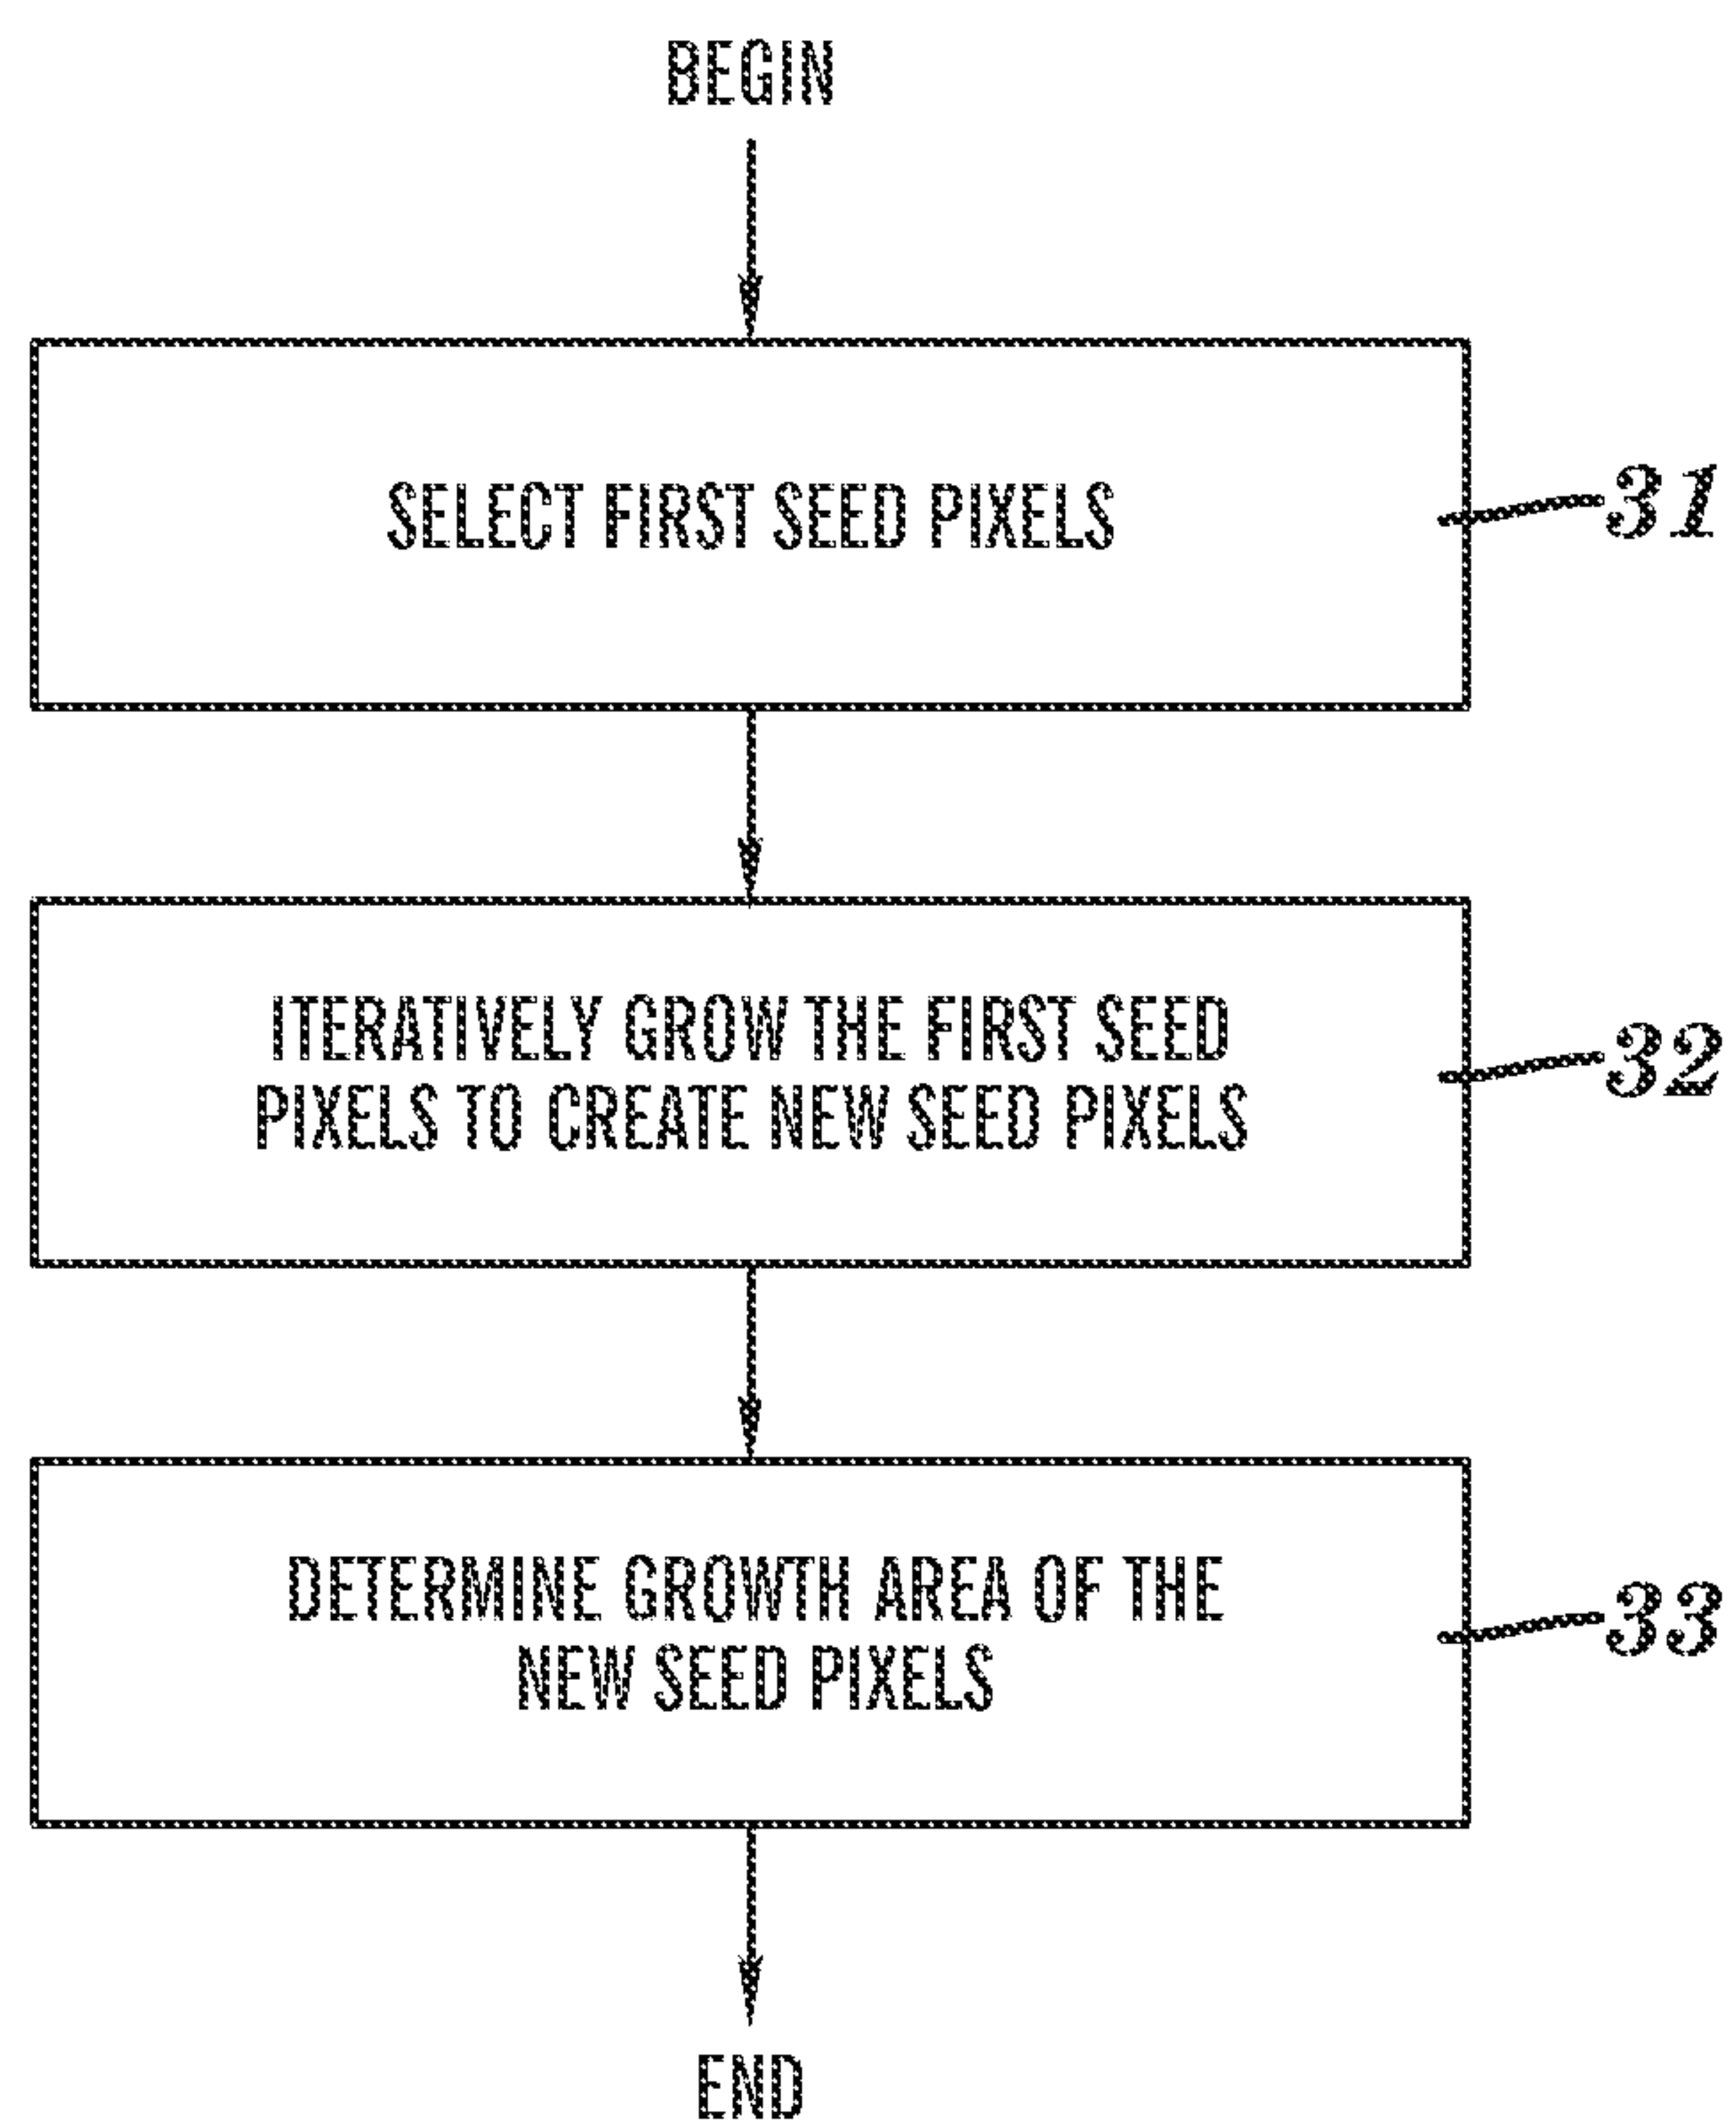 BEGIN
SELECT FIRST SEED PIXELS
31
ITERATIVELY GROW THE FIRST SEED
PIXELS TO CREATE NEW SEED PIXELS
32
DETERMINE GROWTH AREA OF THE
NEW SEED PIXELS
33
END